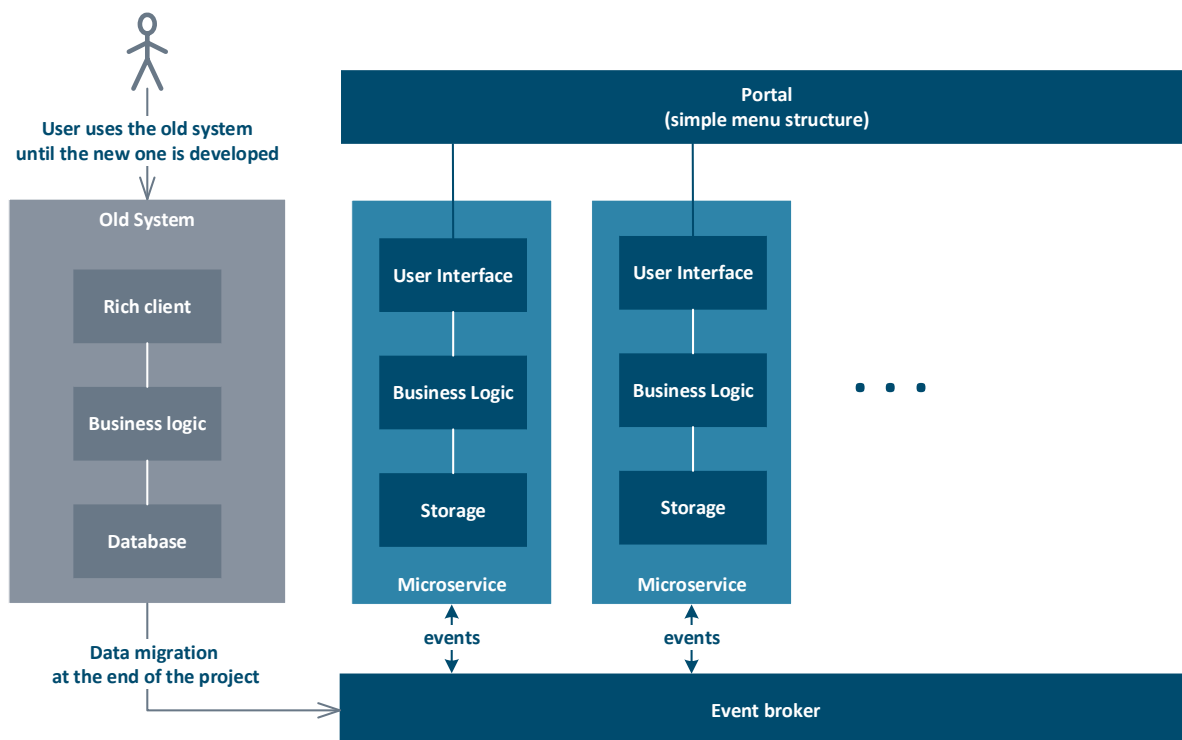 User uses the old system
until the new one is developed
Old System
Rich client
Business logic
Database
Data migration
at the end of the project
Portal
(simple menu structure)
User Interface
Business Logic
Storage
Microservice
events
User Interface
Business Logic
Storage
Microservice
events
. . .
Event broker